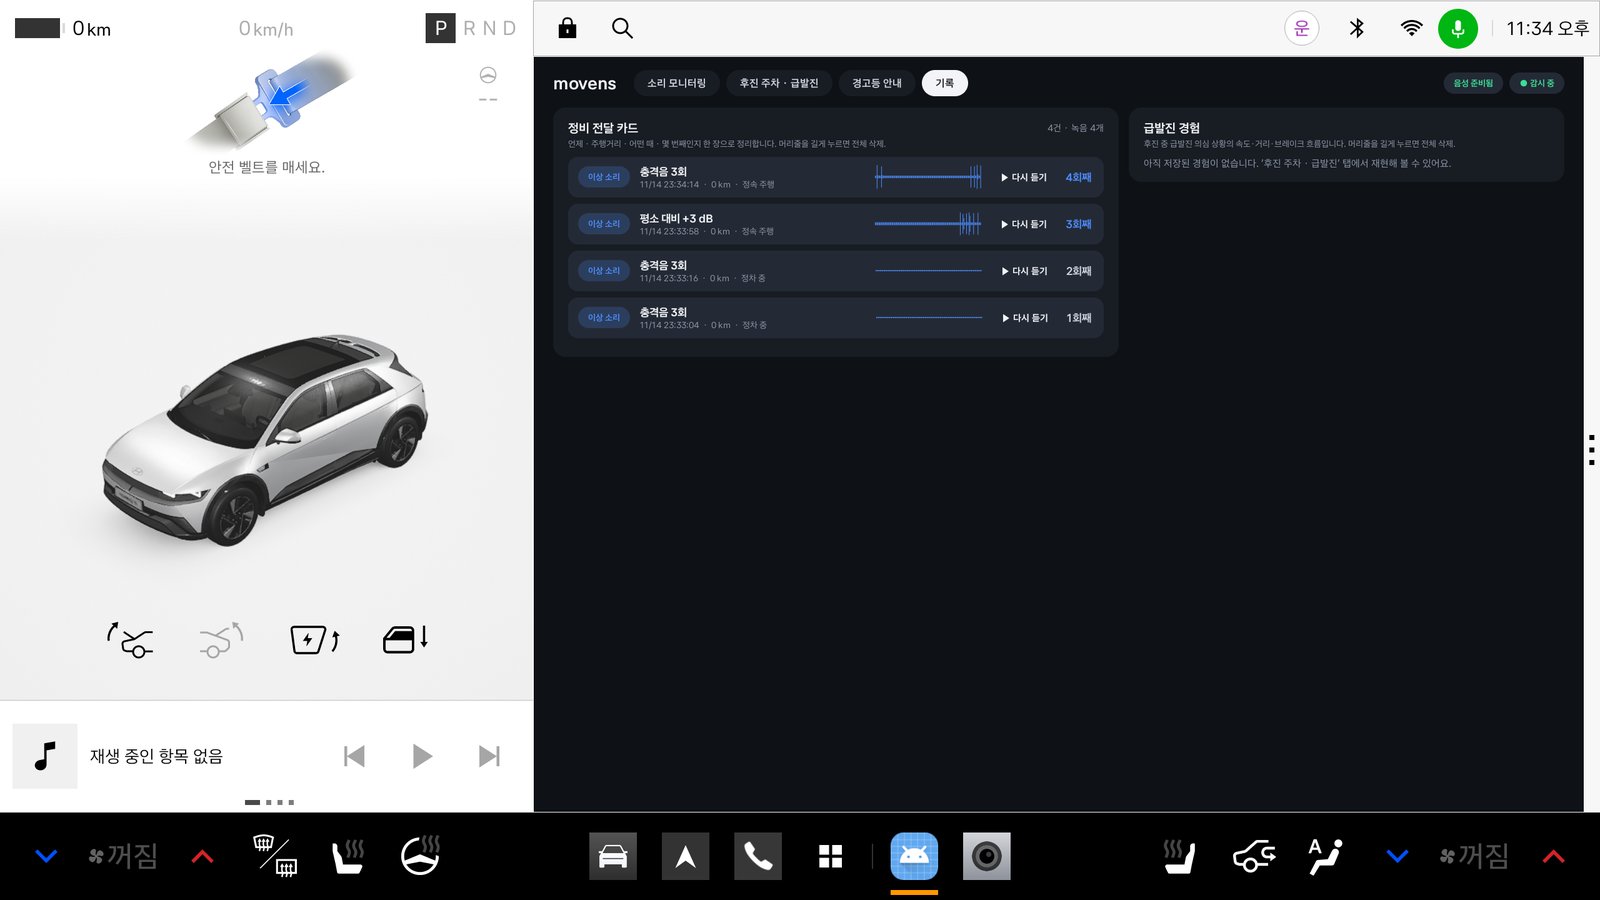 0 km
0 km/h
P R N D
안전 벨트를 매세요.
--
재생 중인 항목 없음
운
11:34 오후
movens
소리 모니터링
후진 주차 · 급발진
경고등 안내
기록
음성 준비됨
감시 중
정비 전달 카드
4건 · 녹음 4개
언제 · 주행거리 · 어떤 때 · 몇 번째인지 한 장으로 정리합니다. 머리줄을 길게 누르면 전체 삭제.
이상 소리
충격음 3회
11/14 23:34:14 · 0 km · 정속 주행
▶ 다시 듣기
4회째
이상 소리
평소 대비 +3 dB
11/14 23:33:58 · 0 km · 정속 주행
▶ 다시 듣기
3회째
이상 소리
충격음 3회
11/14 23:33:16 · 0 km · 정차 중
▶ 다시 듣기
2회째
이상 소리
충격음 3회
11/14 23:33:04 · 0 km · 정차 중
▶ 다시 듣기
1회째
급발진 경험
후진 중 급발진 의심 상황의 속도·거리·브레이크 흐름입니다. 머리줄을 길게 누르면 전체 삭제.
아직 저장된 경험이 없습니다. ‘후진 주차 · 급발진’ 탭에서 재현해 볼 수 있어요.
꺼짐
A
꺼짐